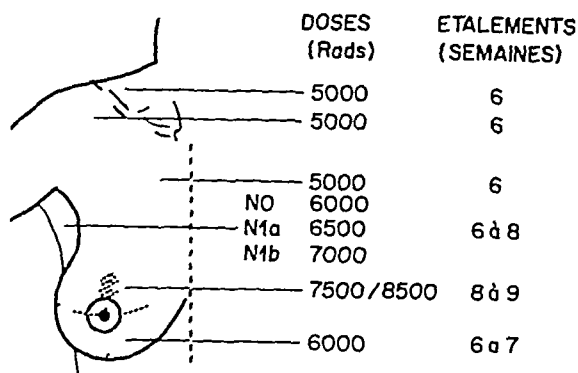 DOSES ETALEMENTS
(Rads) (SEMAINES)
5000 6
5000 6
5000 6
N0 6000
N1a 6500 6 à 8
N1b 7000
7500/8500 8 à 9
6000 6 a 7